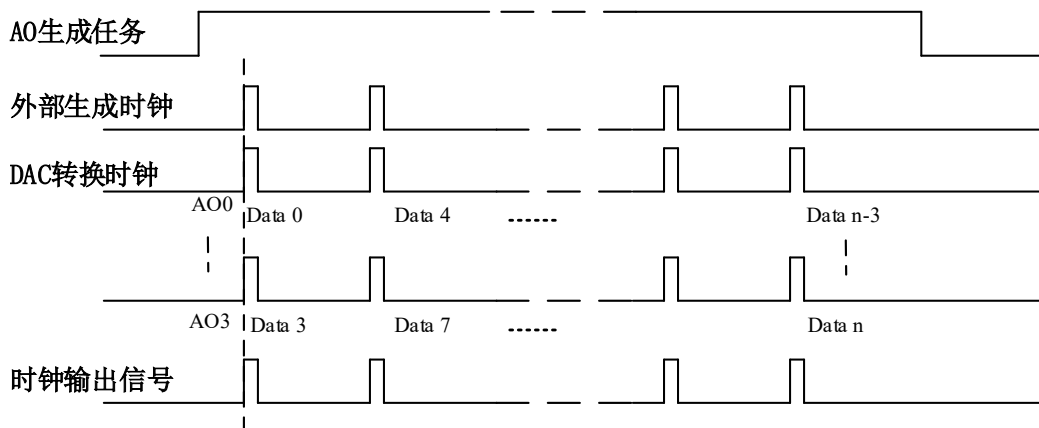 AO生成任务
外部生成时钟
DAC转换时钟
AO0 Data 0 Data 4 ...... Data n-3
AO3 Data 3 Data 7 ...... Data n
时钟输出信号